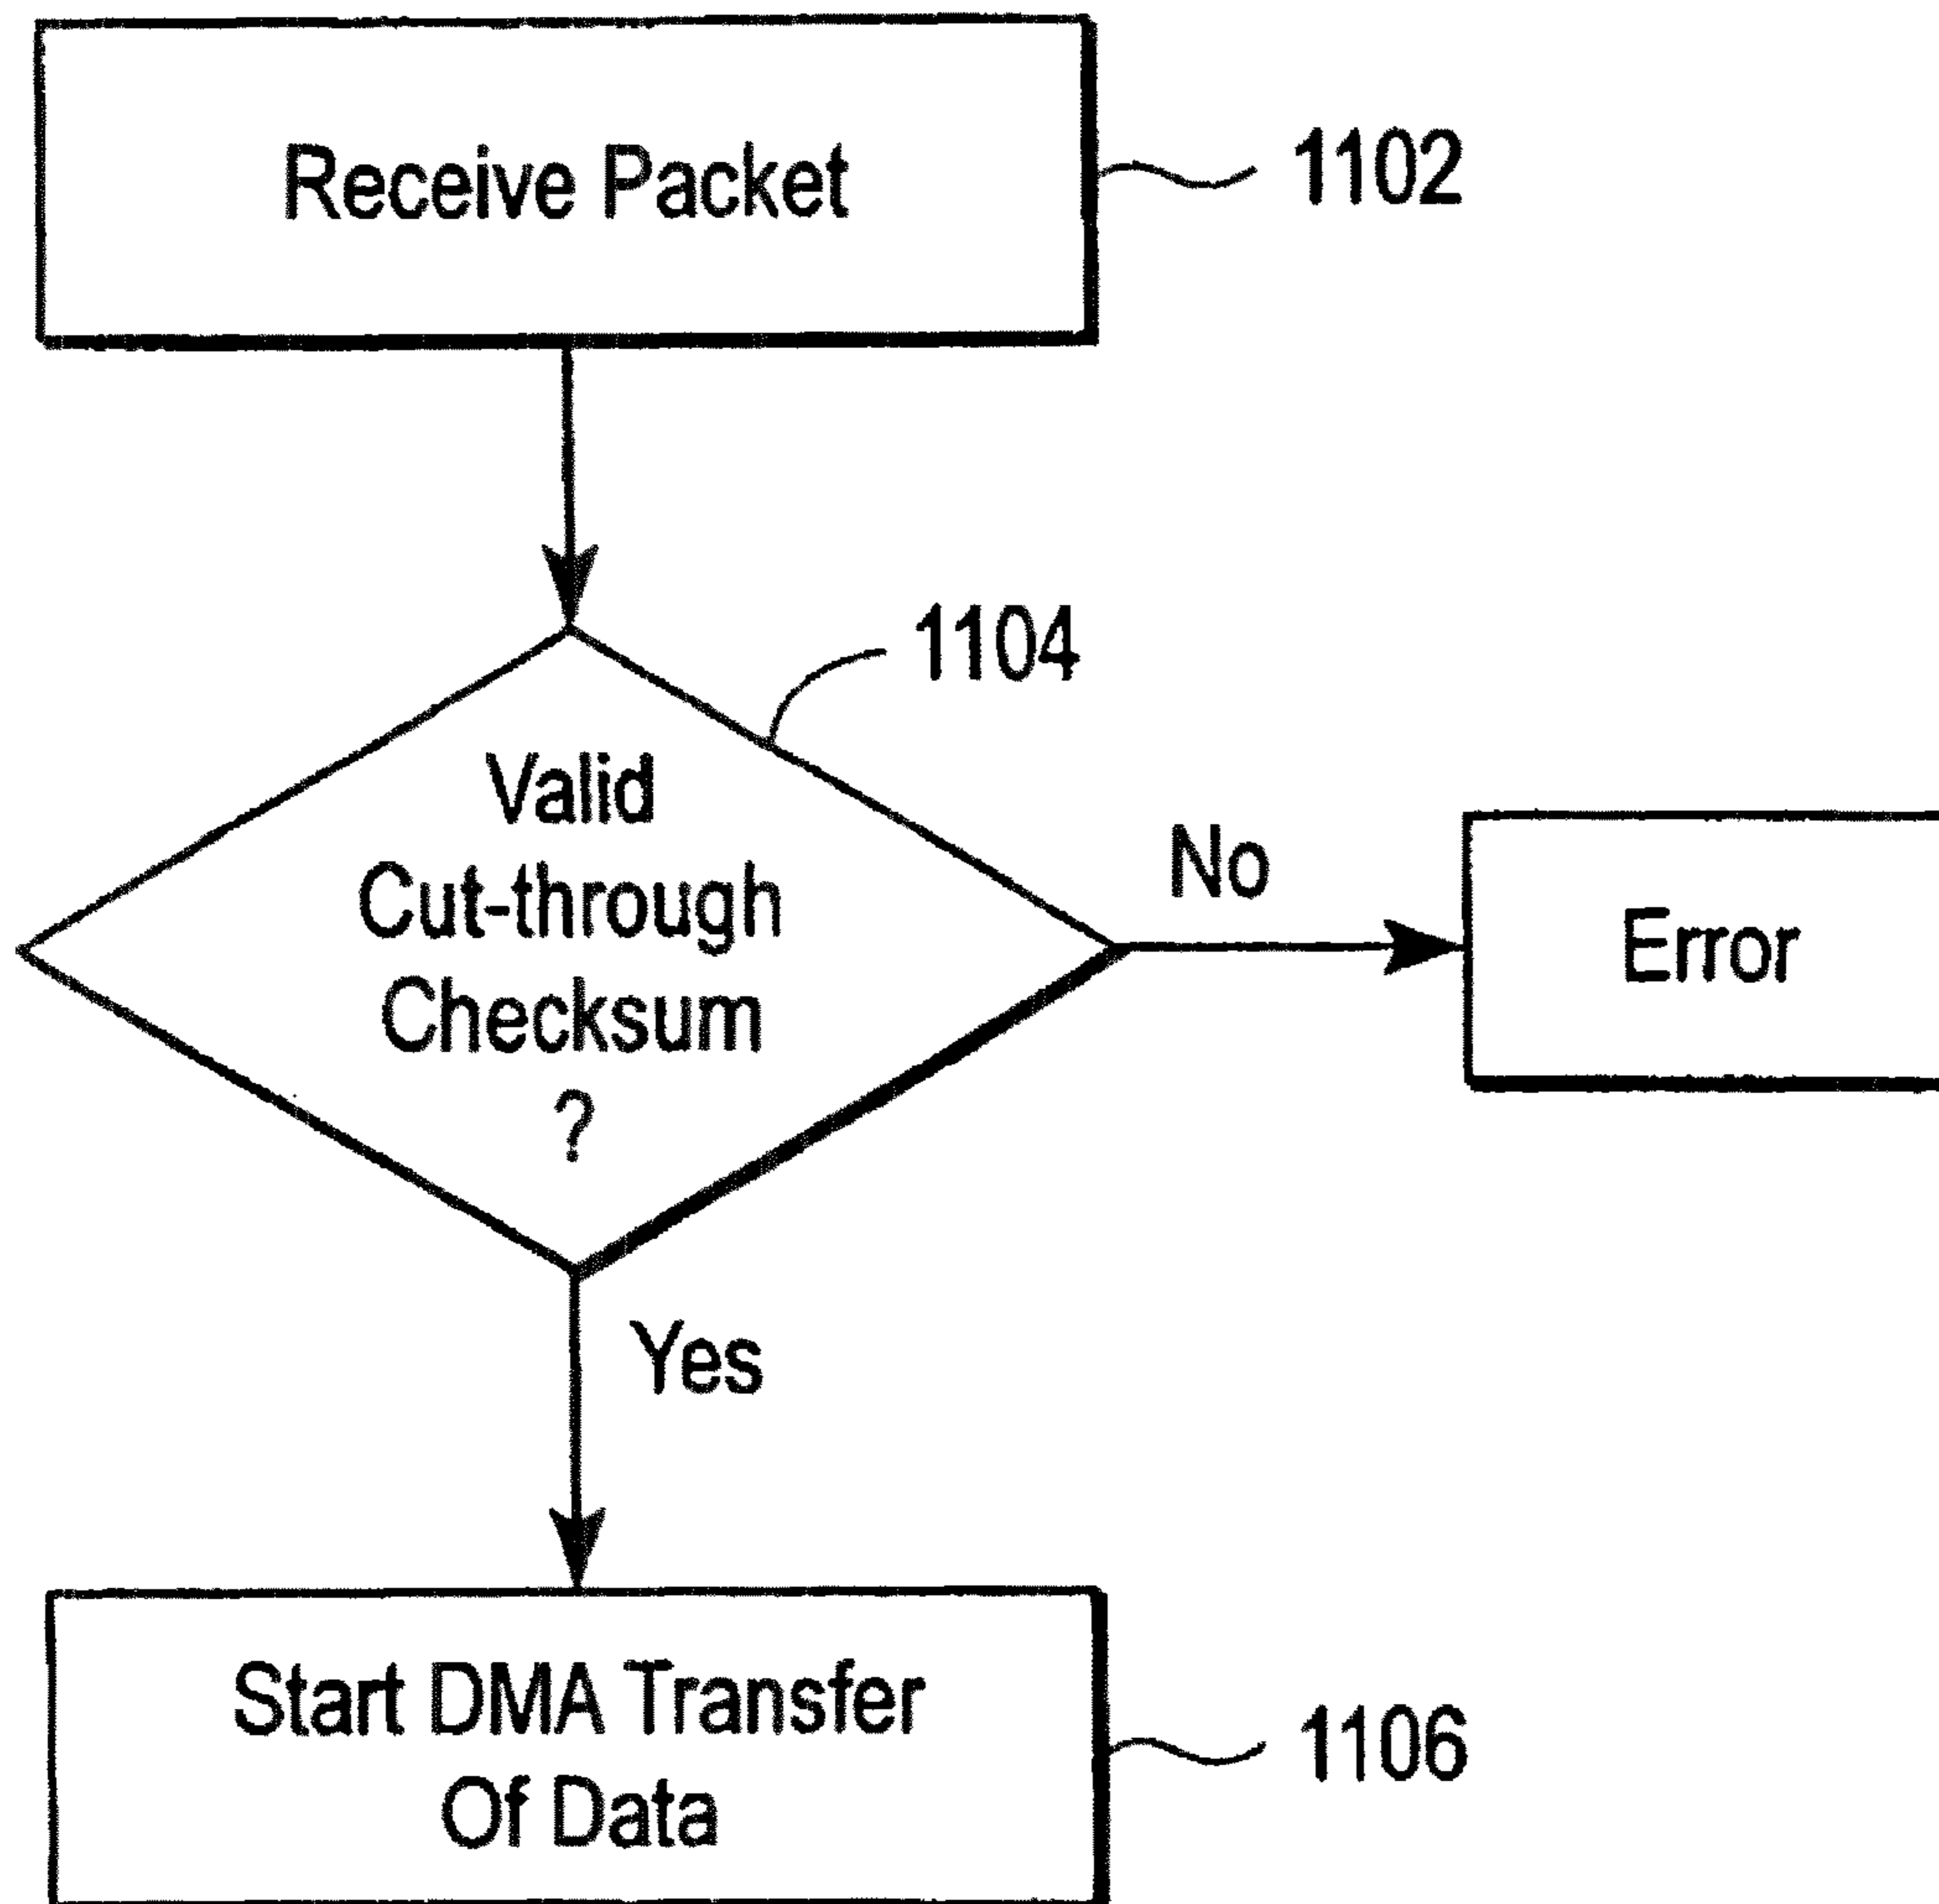 Receive Packet
1102
1104
Valid
Cut-through
Checksum
?
No
Error
Yes
Start DMA Transfer
Of Data
1106